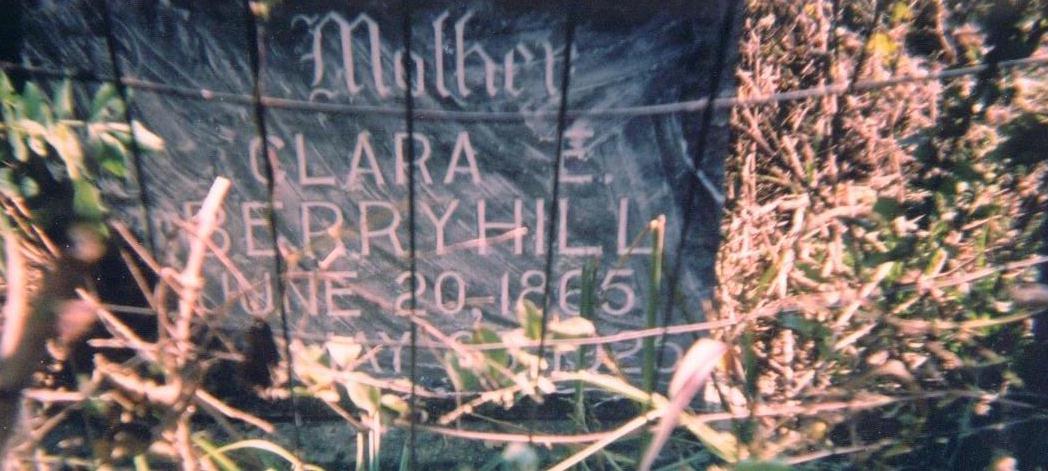 Mother
CLARA E.
BERRYHILL
JUNE 20, 1865